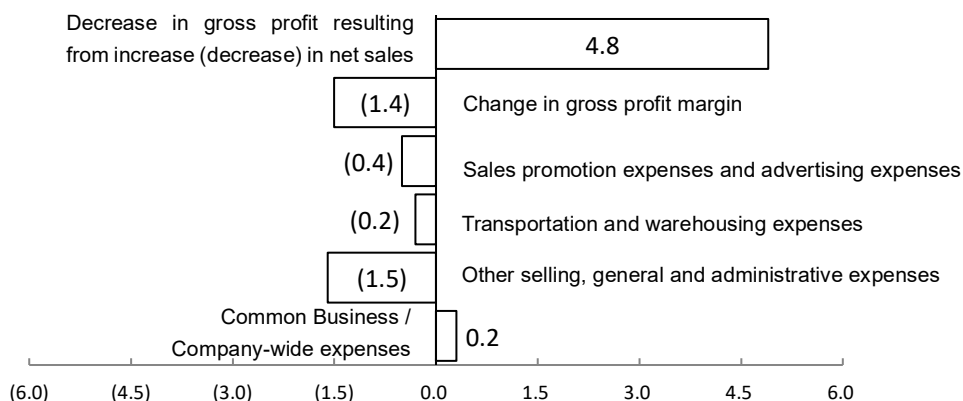 Decrease in gross profit resulting
from increase (decrease) in net sales
4.8
(1.4)
Change in gross profit margin
(0.4)
Sales promotion expenses and advertising expenses
(0.2)
Transportation and warehousing expenses
(1.5)
Other selling, general and administrative expenses
Common Business /
Company-wide expenses
0.2
(6.0) (4.5) (3.0) (1.5) 0.0 1.5 3.0 4.5 6.0